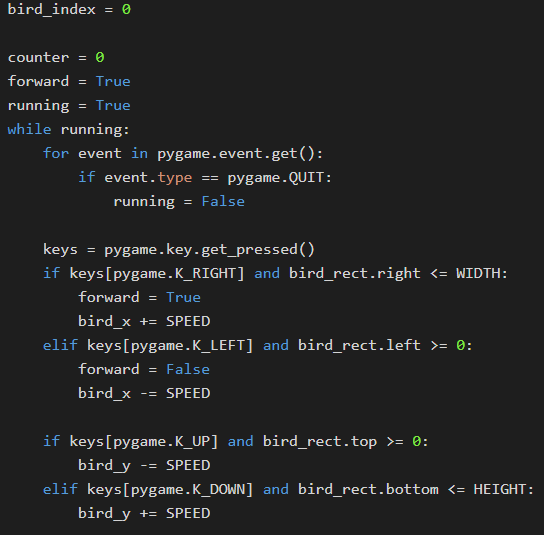 bird_index = 0

counter = 0
forward = True
running = True
while running:
    for event in pygame.event.get():
        if event.type == pygame.QUIT:
            running = False

    keys = pygame.key.get_pressed()
    if keys[pygame.K_RIGHT] and bird_rect.right <= WIDTH:
        forward = True
        bird_x += SPEED
    elif keys[pygame.K_LEFT] and bird_rect.left >= 0:
        forward = False
        bird_x -= SPEED

    if keys[pygame.K_UP] and bird_rect.top >= 0:
        bird_y -= SPEED
    elif keys[pygame.K_DOWN] and bird_rect.bottom <= HEIGHT:
        bird_y += SPEED